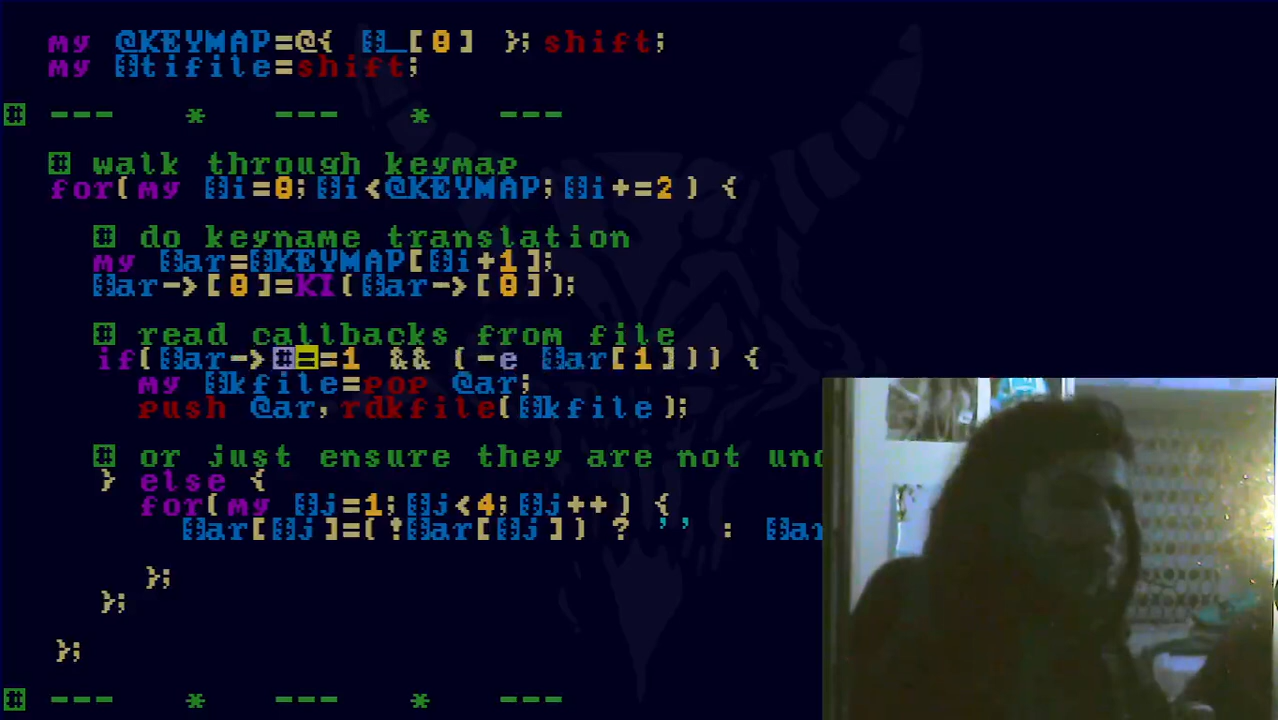 my @KEYMAP=@{ $_[0] }; shift;
my $tifile=shift;
# --- * --- * ---
# walk through keymap
for(my $i=0;$i<@KEYMAP;$i+=2) {
# do keyname translation
my $ar=$KEYMAP[$i+1];
$ar->[0]=KI($ar->[0]);
# read callbacks from file
if($ar->#==1 && (-e $ar[1])) {
my $kfile=pop @ar;
push @ar,rdkfile($kfile);
# or just ensure they are not und
} else {
for(my $j=1;$j<4;$j++) {
$ar[$j]=(!$ar[$j]) ? '' : $ar
};
};
};
# --- * --- * ---